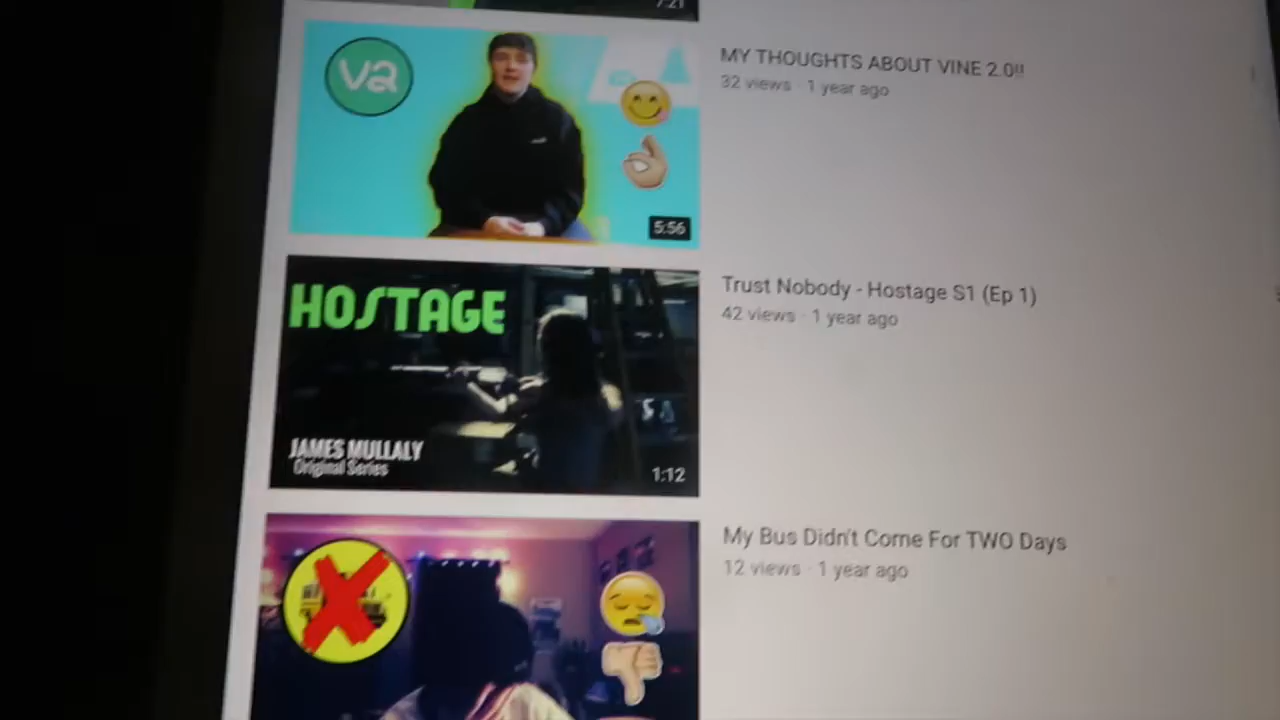 7:21
V2
5:56
MY THOUGHTS ABOUT VINE 2.0!!
32 views · 1 year ago
HOSTAGE
JAMES MULLALY
Original Series
1:12
Trust Nobody - Hostage S1 (Ep 1)
42 views · 1 year ago
My Bus Didn't Come For TWO Days
12 views · 1 year ago